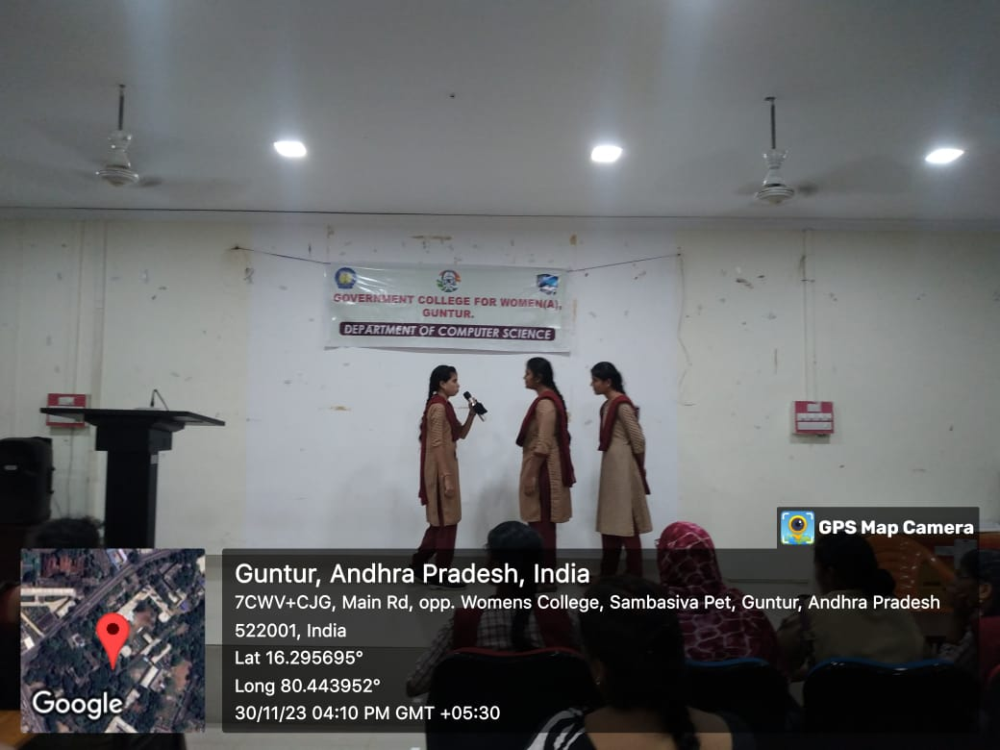 GOVERNMENT COLLEGE FOR WOMEN(A),
GUNTUR.
DEPARTMENT OF COMPUTER SCIENCE
GPS Map Camera
Guntur, Andhra Pradesh, India
7CWV+CJG, Main Rd, opp. Womens College, Sambasiva Pet, Guntur, Andhra Pradesh
522001, India
Lat 16.295695°
Long 80.443952°
30/11/23 04:10 PM GMT +05:30
Google